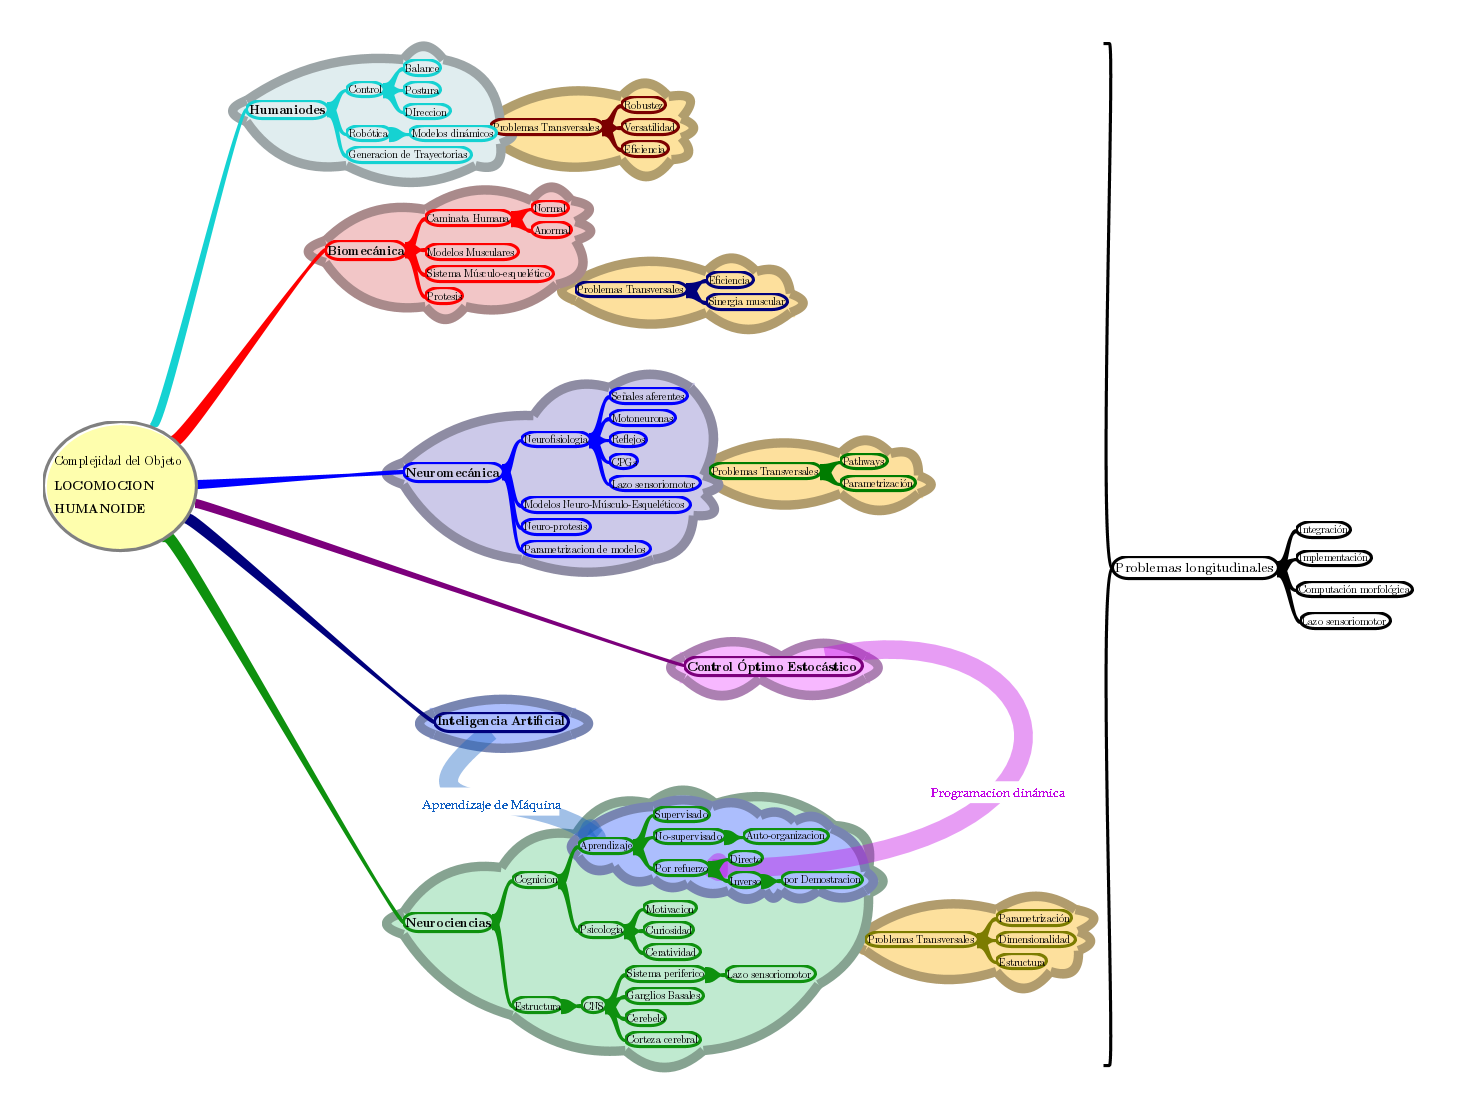 Complejidad del Objeto
LOCOMOCION
HUMANOIDE
Humaniodes
Control
Balance
Postura
DIreccion
Robótica
Modelos dinámicos
Generacion de Trayectorias
Problemas Transversales
Robustez
Versatilidad
Eficiencia
Biomecánica
Caminata Humana
Normal
Anormal
Modelos Musculares
Sistema Músculo-esquelético
Protesis
Problemas Transversales
Eficiencia
Sinergia muscular
Neuromecánica
Neurofisiologia
Señales aferentes
Motoneuronas
Reflejos
CPG
Lazo sensoriomotor
Modelos Neuro-Músculo-Esqueléticos
Neuro-protesis
Parametrizacion de modelos
Problemas Transversales
Pathways
Parametrización
Control Óptimo Estocástico
Inteligencia Artificial
Aprendizaje de Máquina
Programacion dinámica
Neurociencias
Cognicion
Aprendizaje
Supervisado
No-supervisado
Auto-organizacion
Por refuerzo
Directo
Inverso
por Demostracion
Psicologia
Motivacion
Curiosidad
Ceratividad
Estructura
Sistema periferico
Lazo sensoriomotor
Ganglios Basales
Cerebelo
Corteza cerebral
Problemas Transversales
Parametrización
Dimensionalidad
Estructura
Problemas longitudinales
Integración
Implementación
Computación morfológica
Lazo sensoriomotor